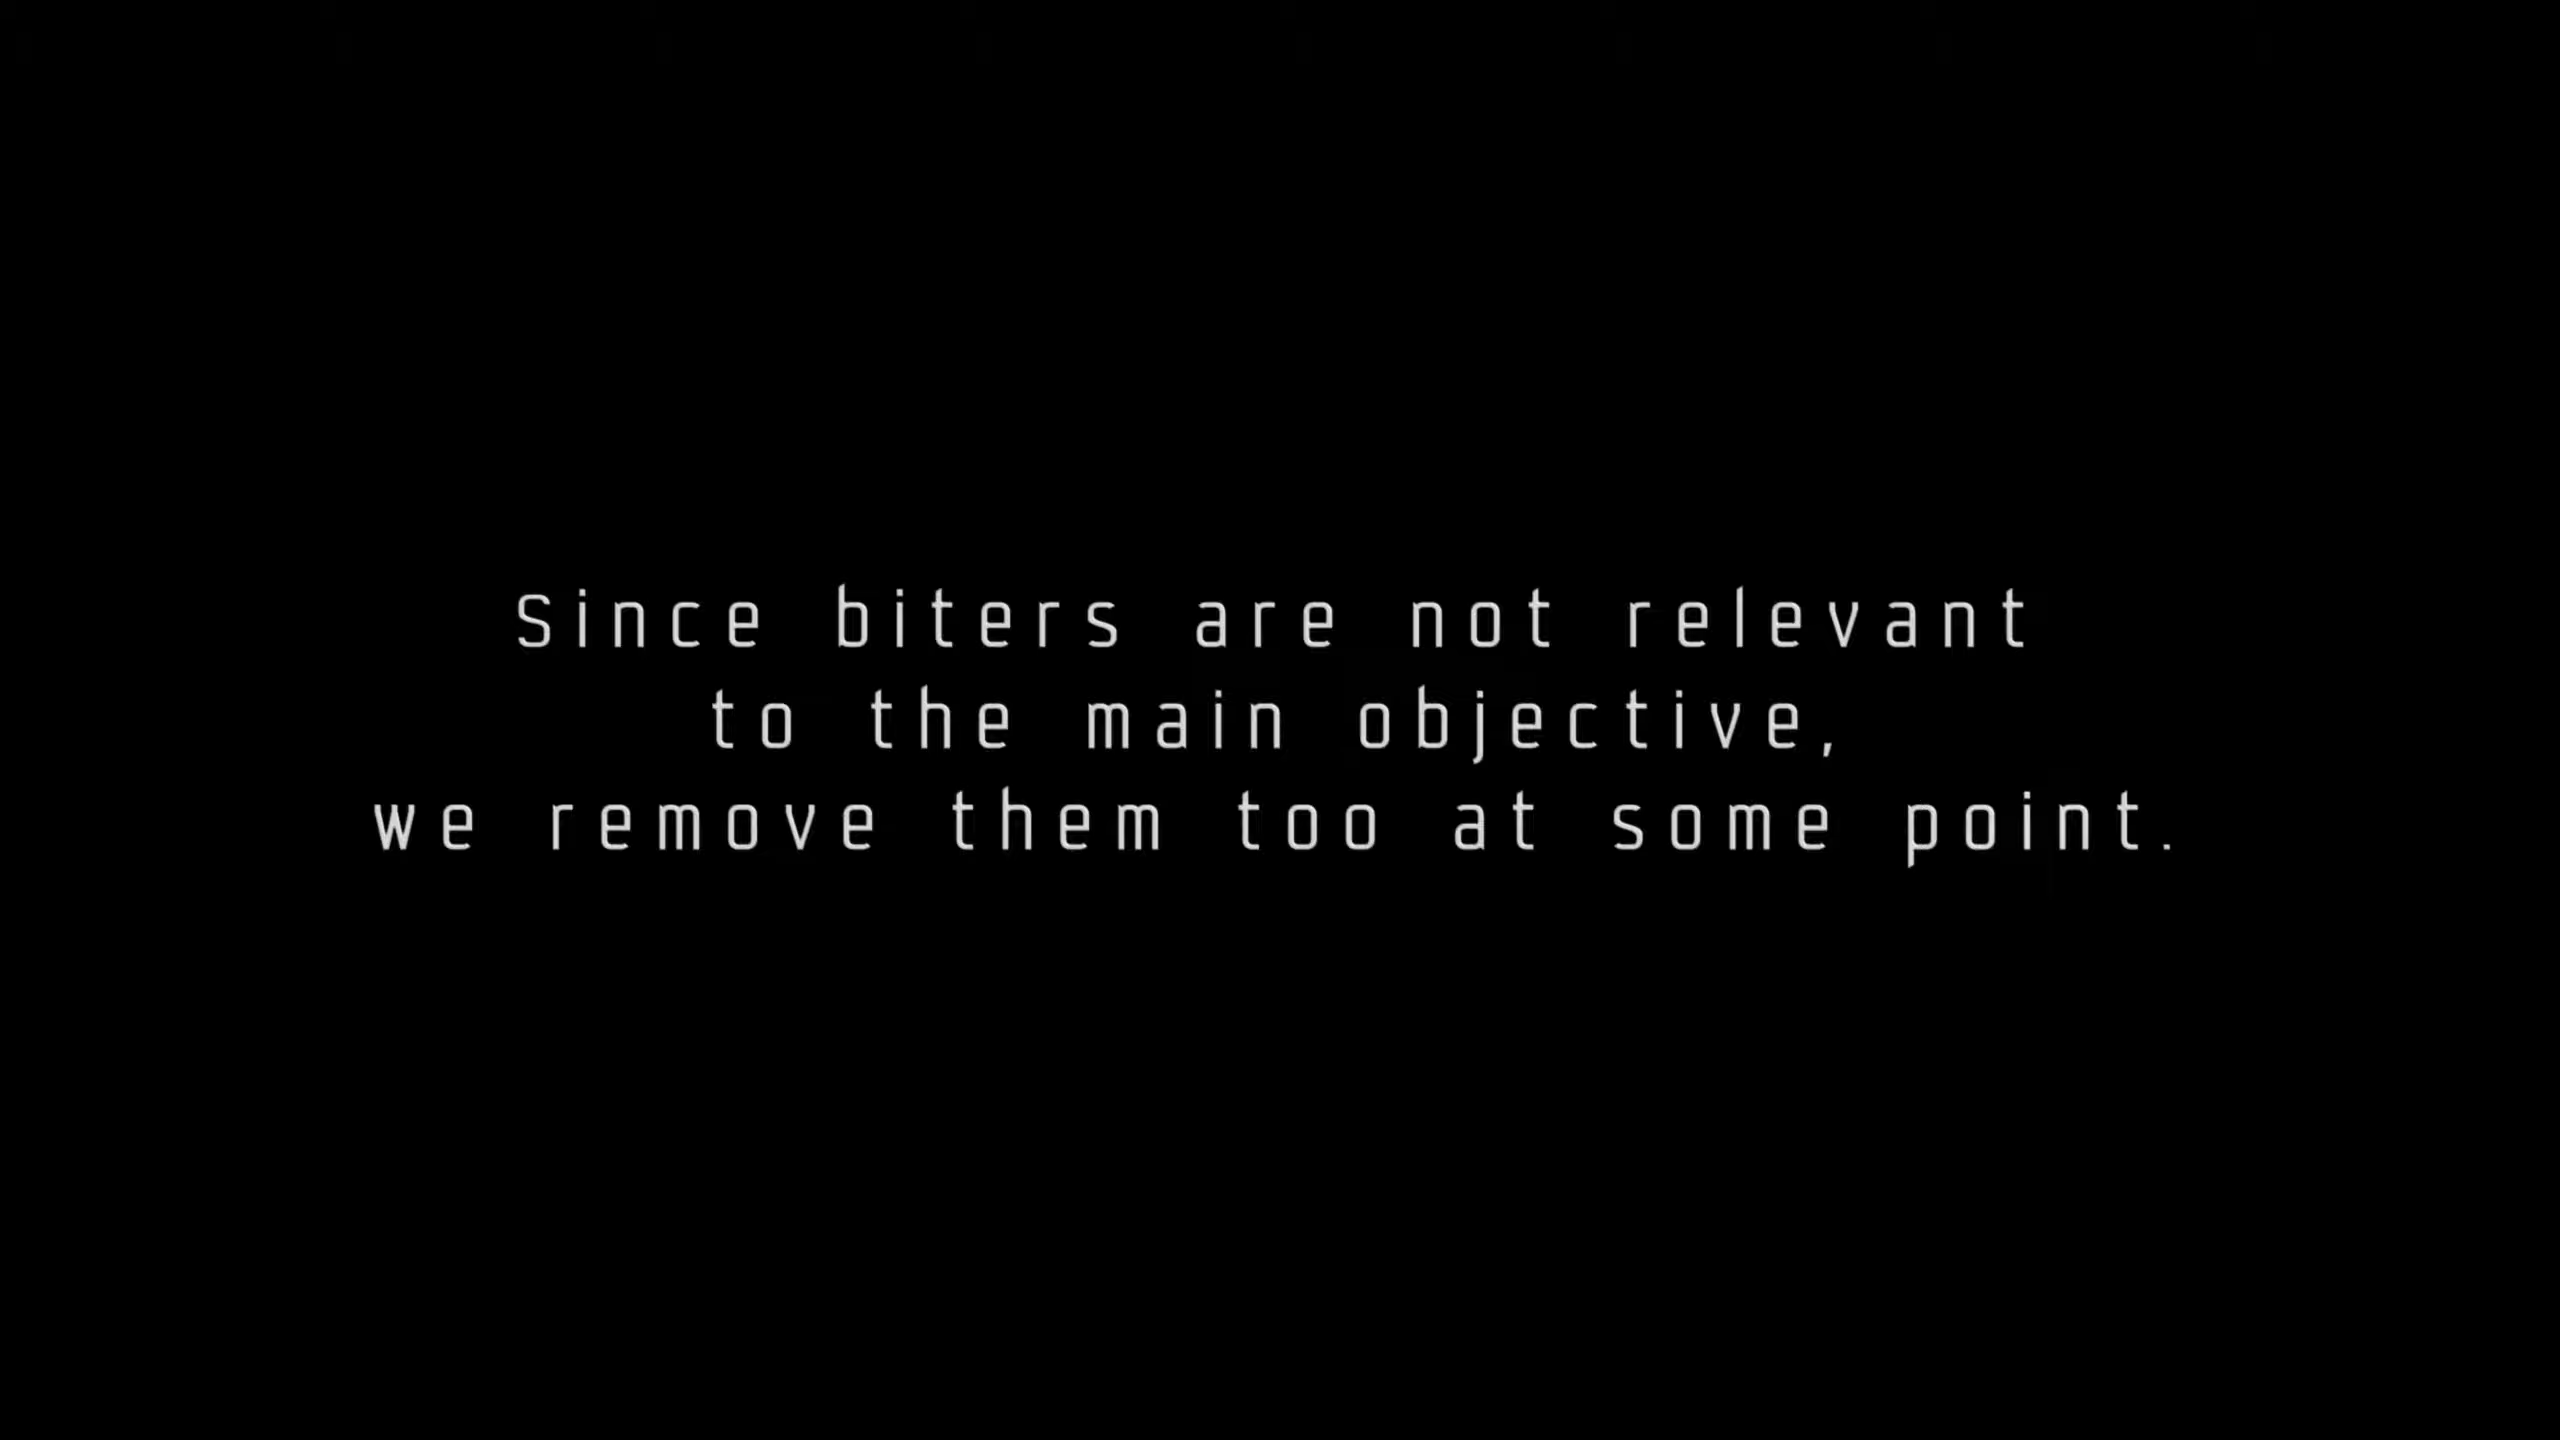 Since biters are not relevant
to the main objective,
we remove them too at some point.